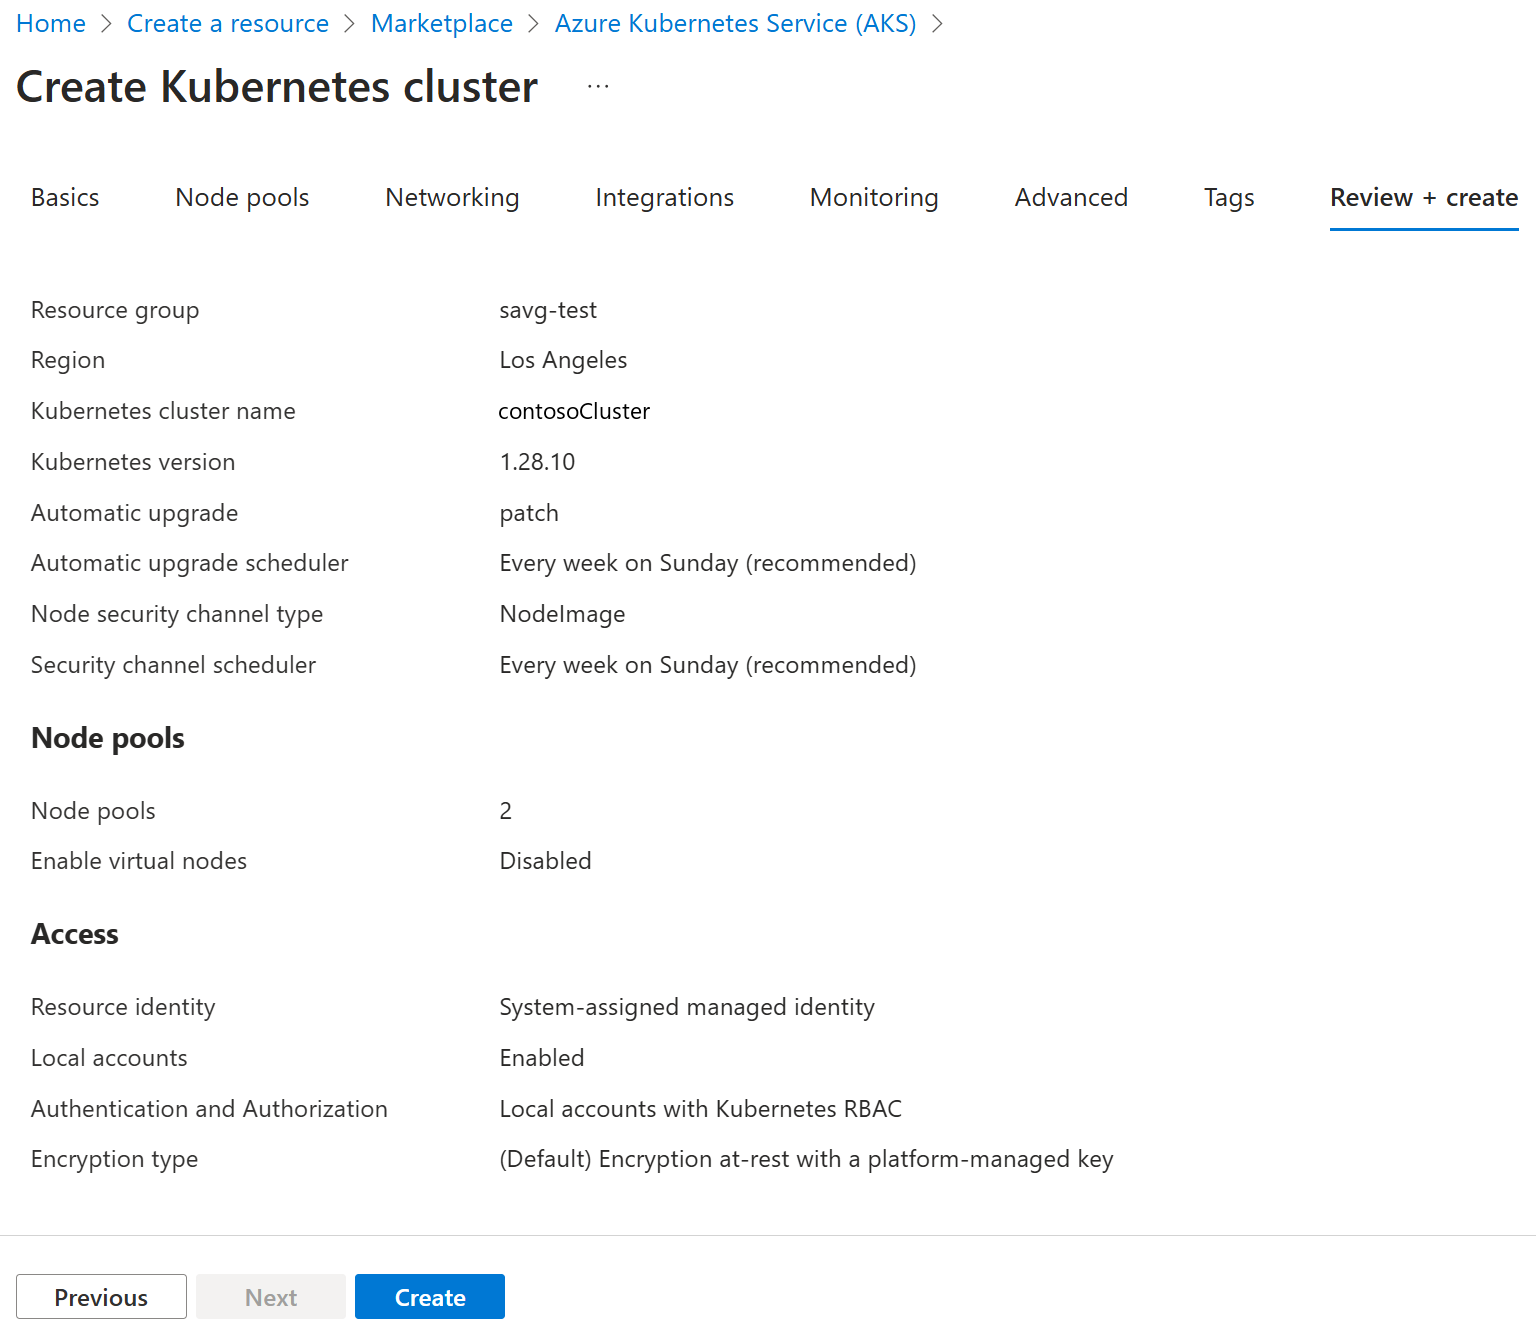 Home > Create a resource > Marketplace > Azure Kubernetes Service (AKS) >
Create Kubernetes cluster ...
Basics Node pools Networking Integrations Monitoring Advanced Tags Review + create
Resource group savg-test
Region Los Angeles
Kubernetes cluster name contosoCluster
Kubernetes version 1.28.10
Automatic upgrade patch
Automatic upgrade scheduler Every week on Sunday (recommended)
Node security channel type NodeImage
Security channel scheduler Every week on Sunday (recommended)
Node pools
Node pools 2
Enable virtual nodes Disabled
Access
Resource identity System-assigned managed identity
Local accounts Enabled
Authentication and Authorization Local accounts with Kubernetes RBAC
Encryption type (Default) Encryption at-rest with a platform-managed key
Previous Next Create